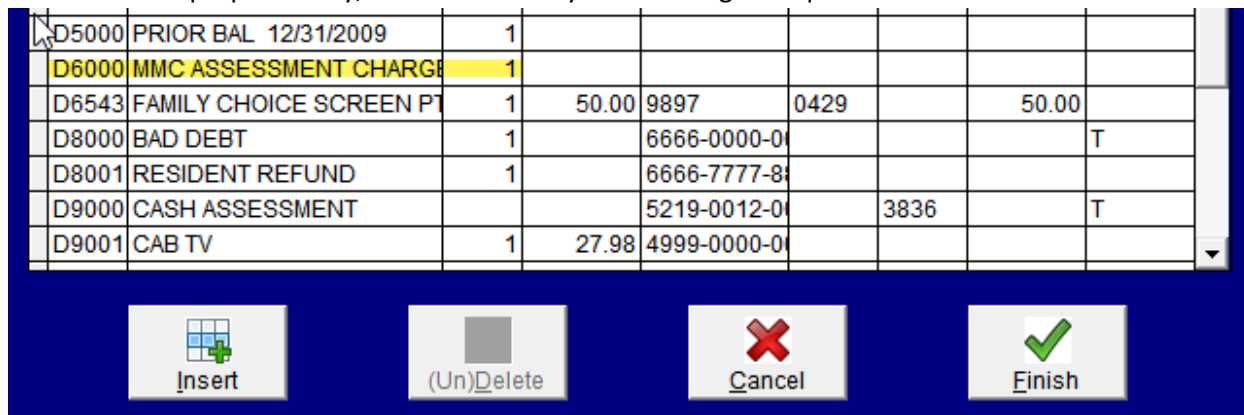 D5000 PRIOR BAL 12/31/2009 1
D6000 MMC ASSESSMENT CHARGE 1
D6543 FAMILY CHOICE SCREEN PT 1 50.00 9897 0429 50.00
D8000 BAD DEBT 1 6666-0000-0 T
D8001 RESIDENT REFUND 1 6666-7777-8
D9000 CASH ASSESSMENT 5219-0012-0 3836 T
D9001 CAB TV 1 27.98 4999-0000-0
Insert (Un)Delete Cancel Finish